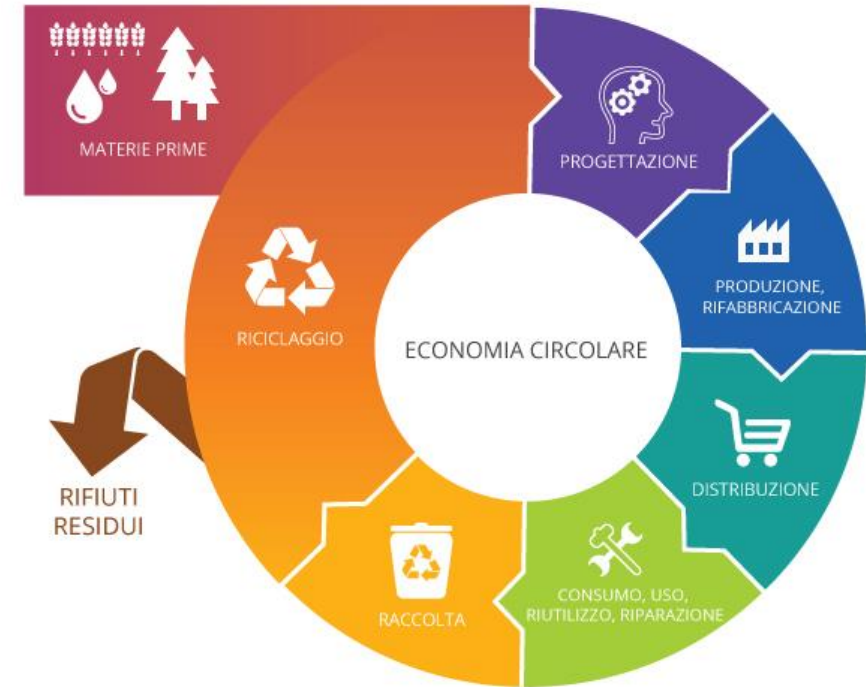 MATERIE PRIME
PROGETTAZIONE
PRODUZIONE,
RIFABBRICAZIONE
DISTRIBUZIONE
CONSUMO, USO,
RIUTILIZZO, RIPARAZIONE
RACCOLTA
RICICLAGGIO
RIFIUTI
RESIDUI
ECONOMIA CIRCOLARE